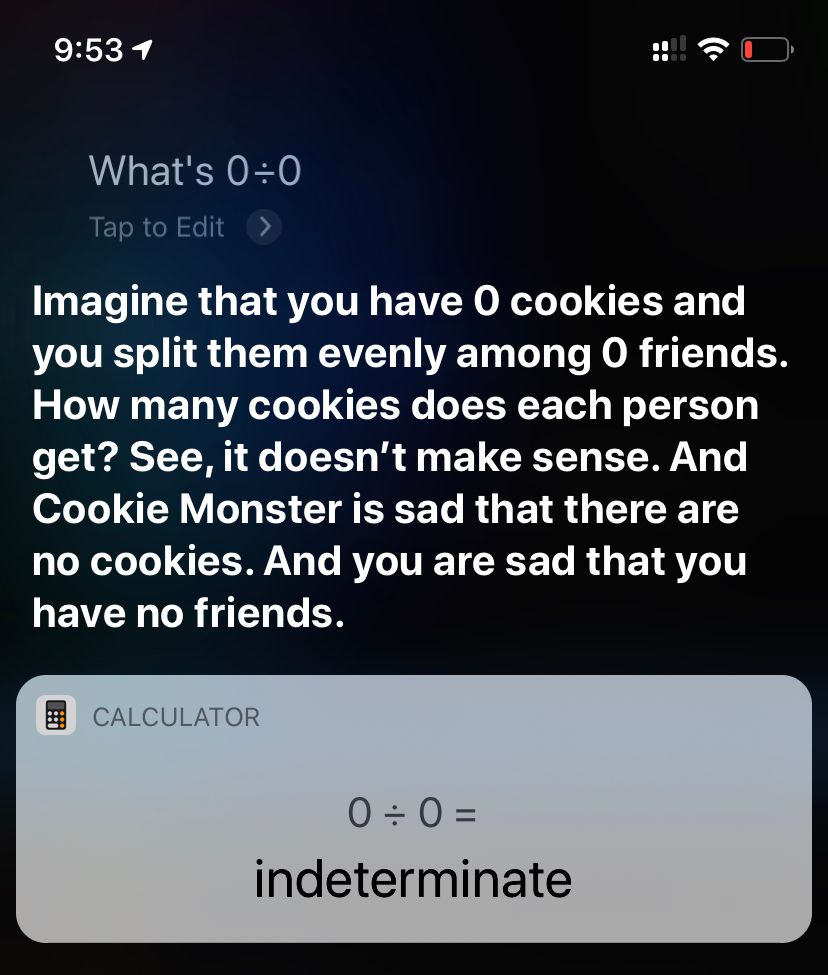 9:53
What's 0÷0
Tap to Edit
Imagine that you have 0 cookies and
you split them evenly among 0 friends.
How many cookies does each person
get? See, it doesn’t make sense. And
Cookie Monster is sad that there are
no cookies. And you are sad that you
have no friends.
CALCULATOR
0 ÷ 0 =
indeterminate